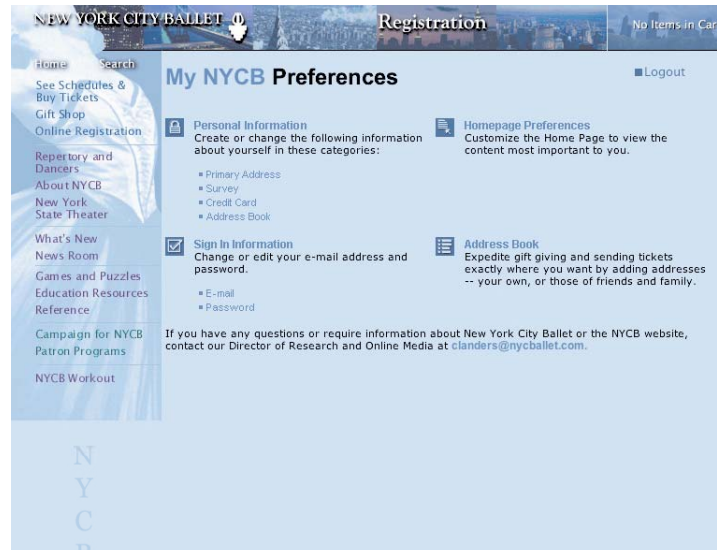 NEW YORK CITY BALLET
Registration
No Items in Car
Home Search
See Schedules &
Buy Tickets
Gift Shop
Online Registration
Repertory and
Dancers
About NYCB
New York
State Theater
What's New
News Room
Games and Puzzles
Education Resources
Reference
Campaign for NYCB
Patron Programs
NYCB Workout
N
Y
C
B
My NYCB Preferences
Logout
Personal Information
Create or change the following information
about yourself in these categories:
Primary Address
Survey
Credit Card
Address Book
Homepage Preferences
Customize the Home Page to view the
content most important to you.
Sign In Information
Change or edit your e-mail address and
password.
E-mail
Password
Address Book
Expedite gift giving and sending tickets
exactly where you want by adding addresses
-- your own, or those of friends and family.
If you have any questions or require information about New York City Ballet or the NYCB website,
contact our Director of Research and Online Media at clanders@nycballet.com.